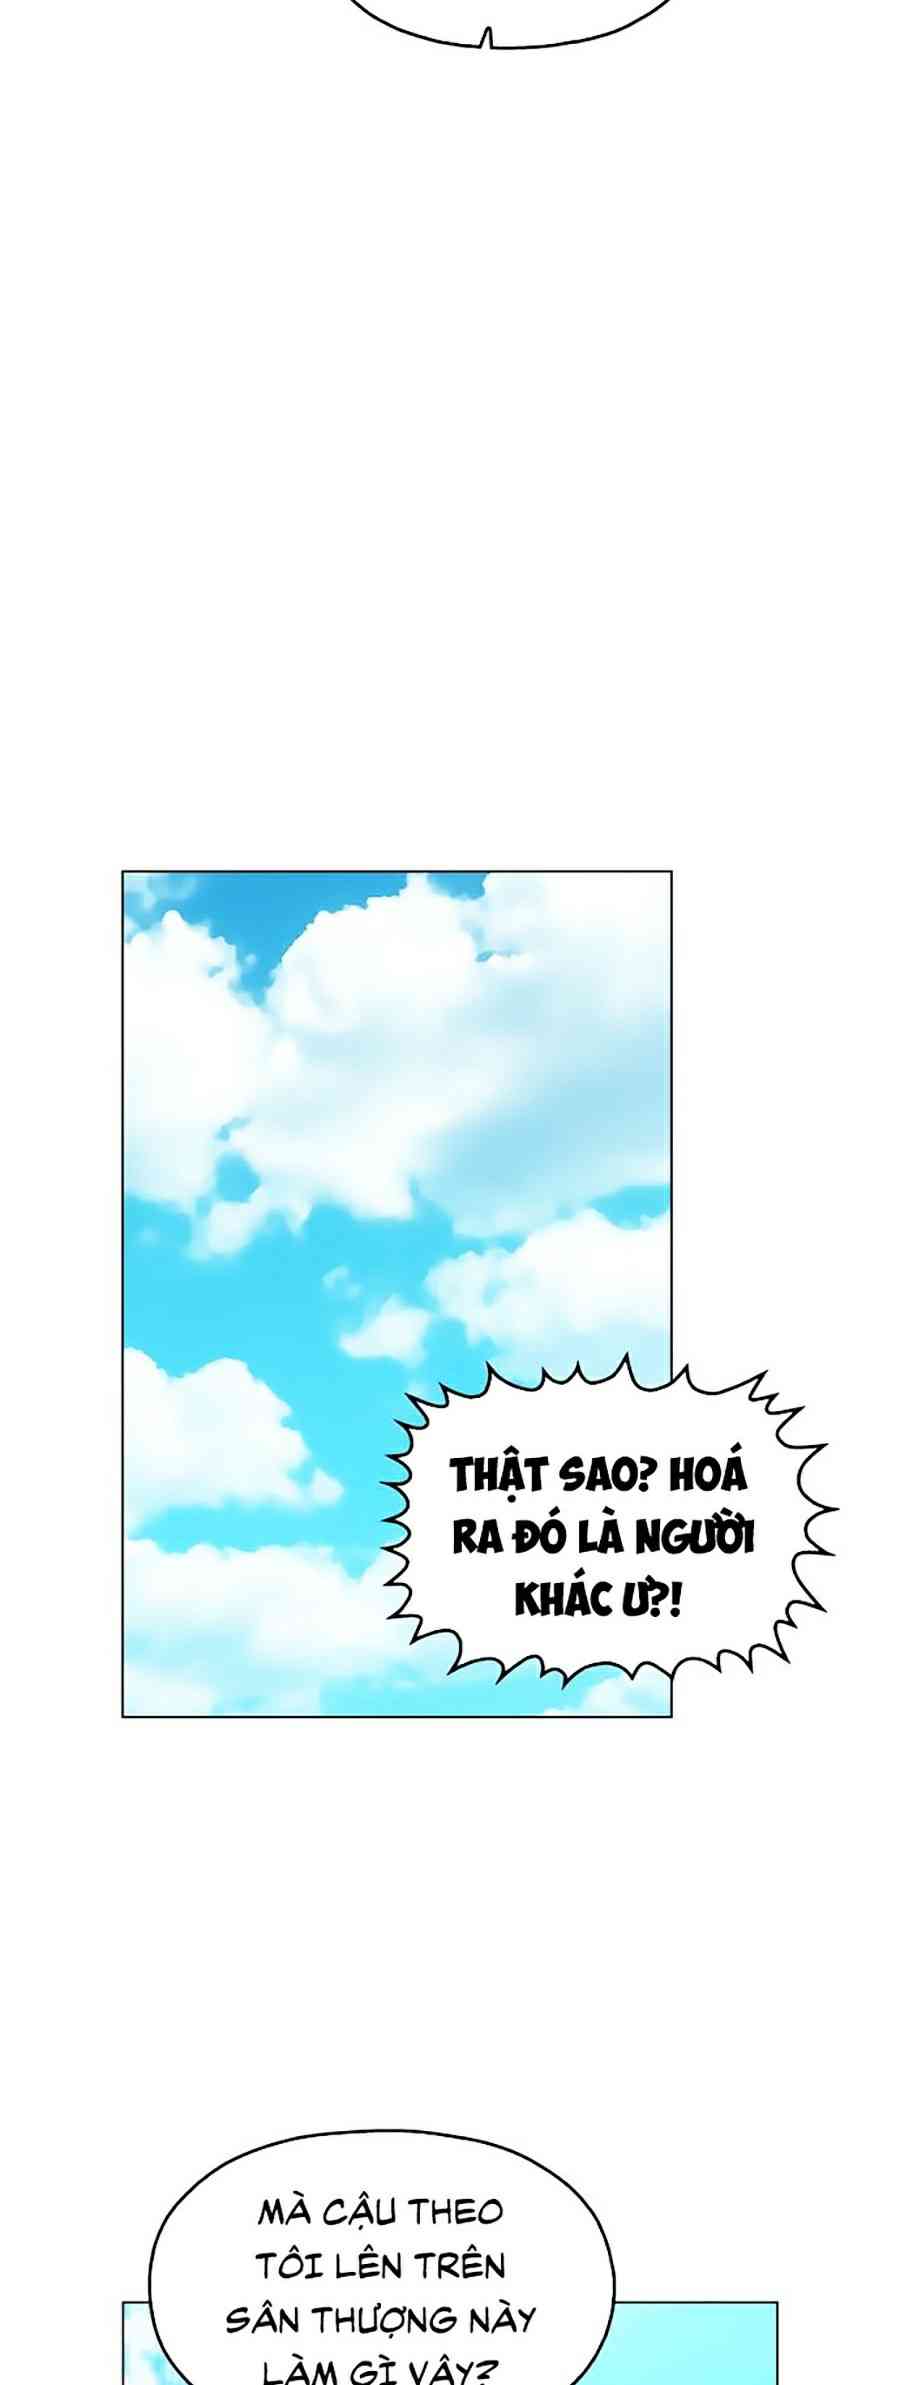 THẬT SAO? HOÁ
RA ĐÓ LÀ NGƯỜI
KHÁC Ư?!
MÀ CẬU THEO
TÔI LÊN TRÊN
SÂN THƯỢNG NÀY
LÀM GÌ VẬY?